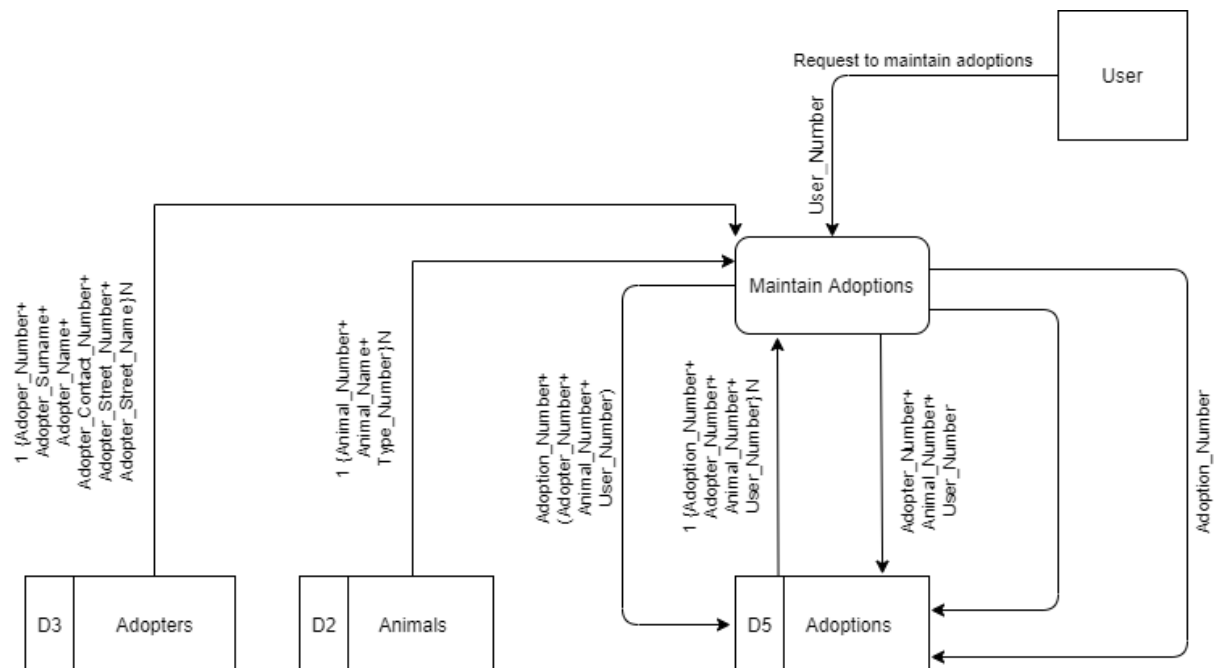 Request to maintain adoptions
User
User_Number
Maintain Adoptions
1 {Adoper_Number+
Adopter_Surname+
Adopter_Name+
Adopter_Contact_Number+
Adopter_Street_Number+
Adopter_Street_Name}N
1 {Animal_Number+
Animal_Name+
Type_Number}N
Adoption_Number+
(Adopter_Number+
Animal_Number+
User_Number)
1 {Adoption_Number+
Adopter_Number+
Animal_Number+
User_Number}N
Adopter_Number+
Animal_Number+
User_Number
Adoption_Number
D3 Adopters
D2 Animals
D5 Adoptions